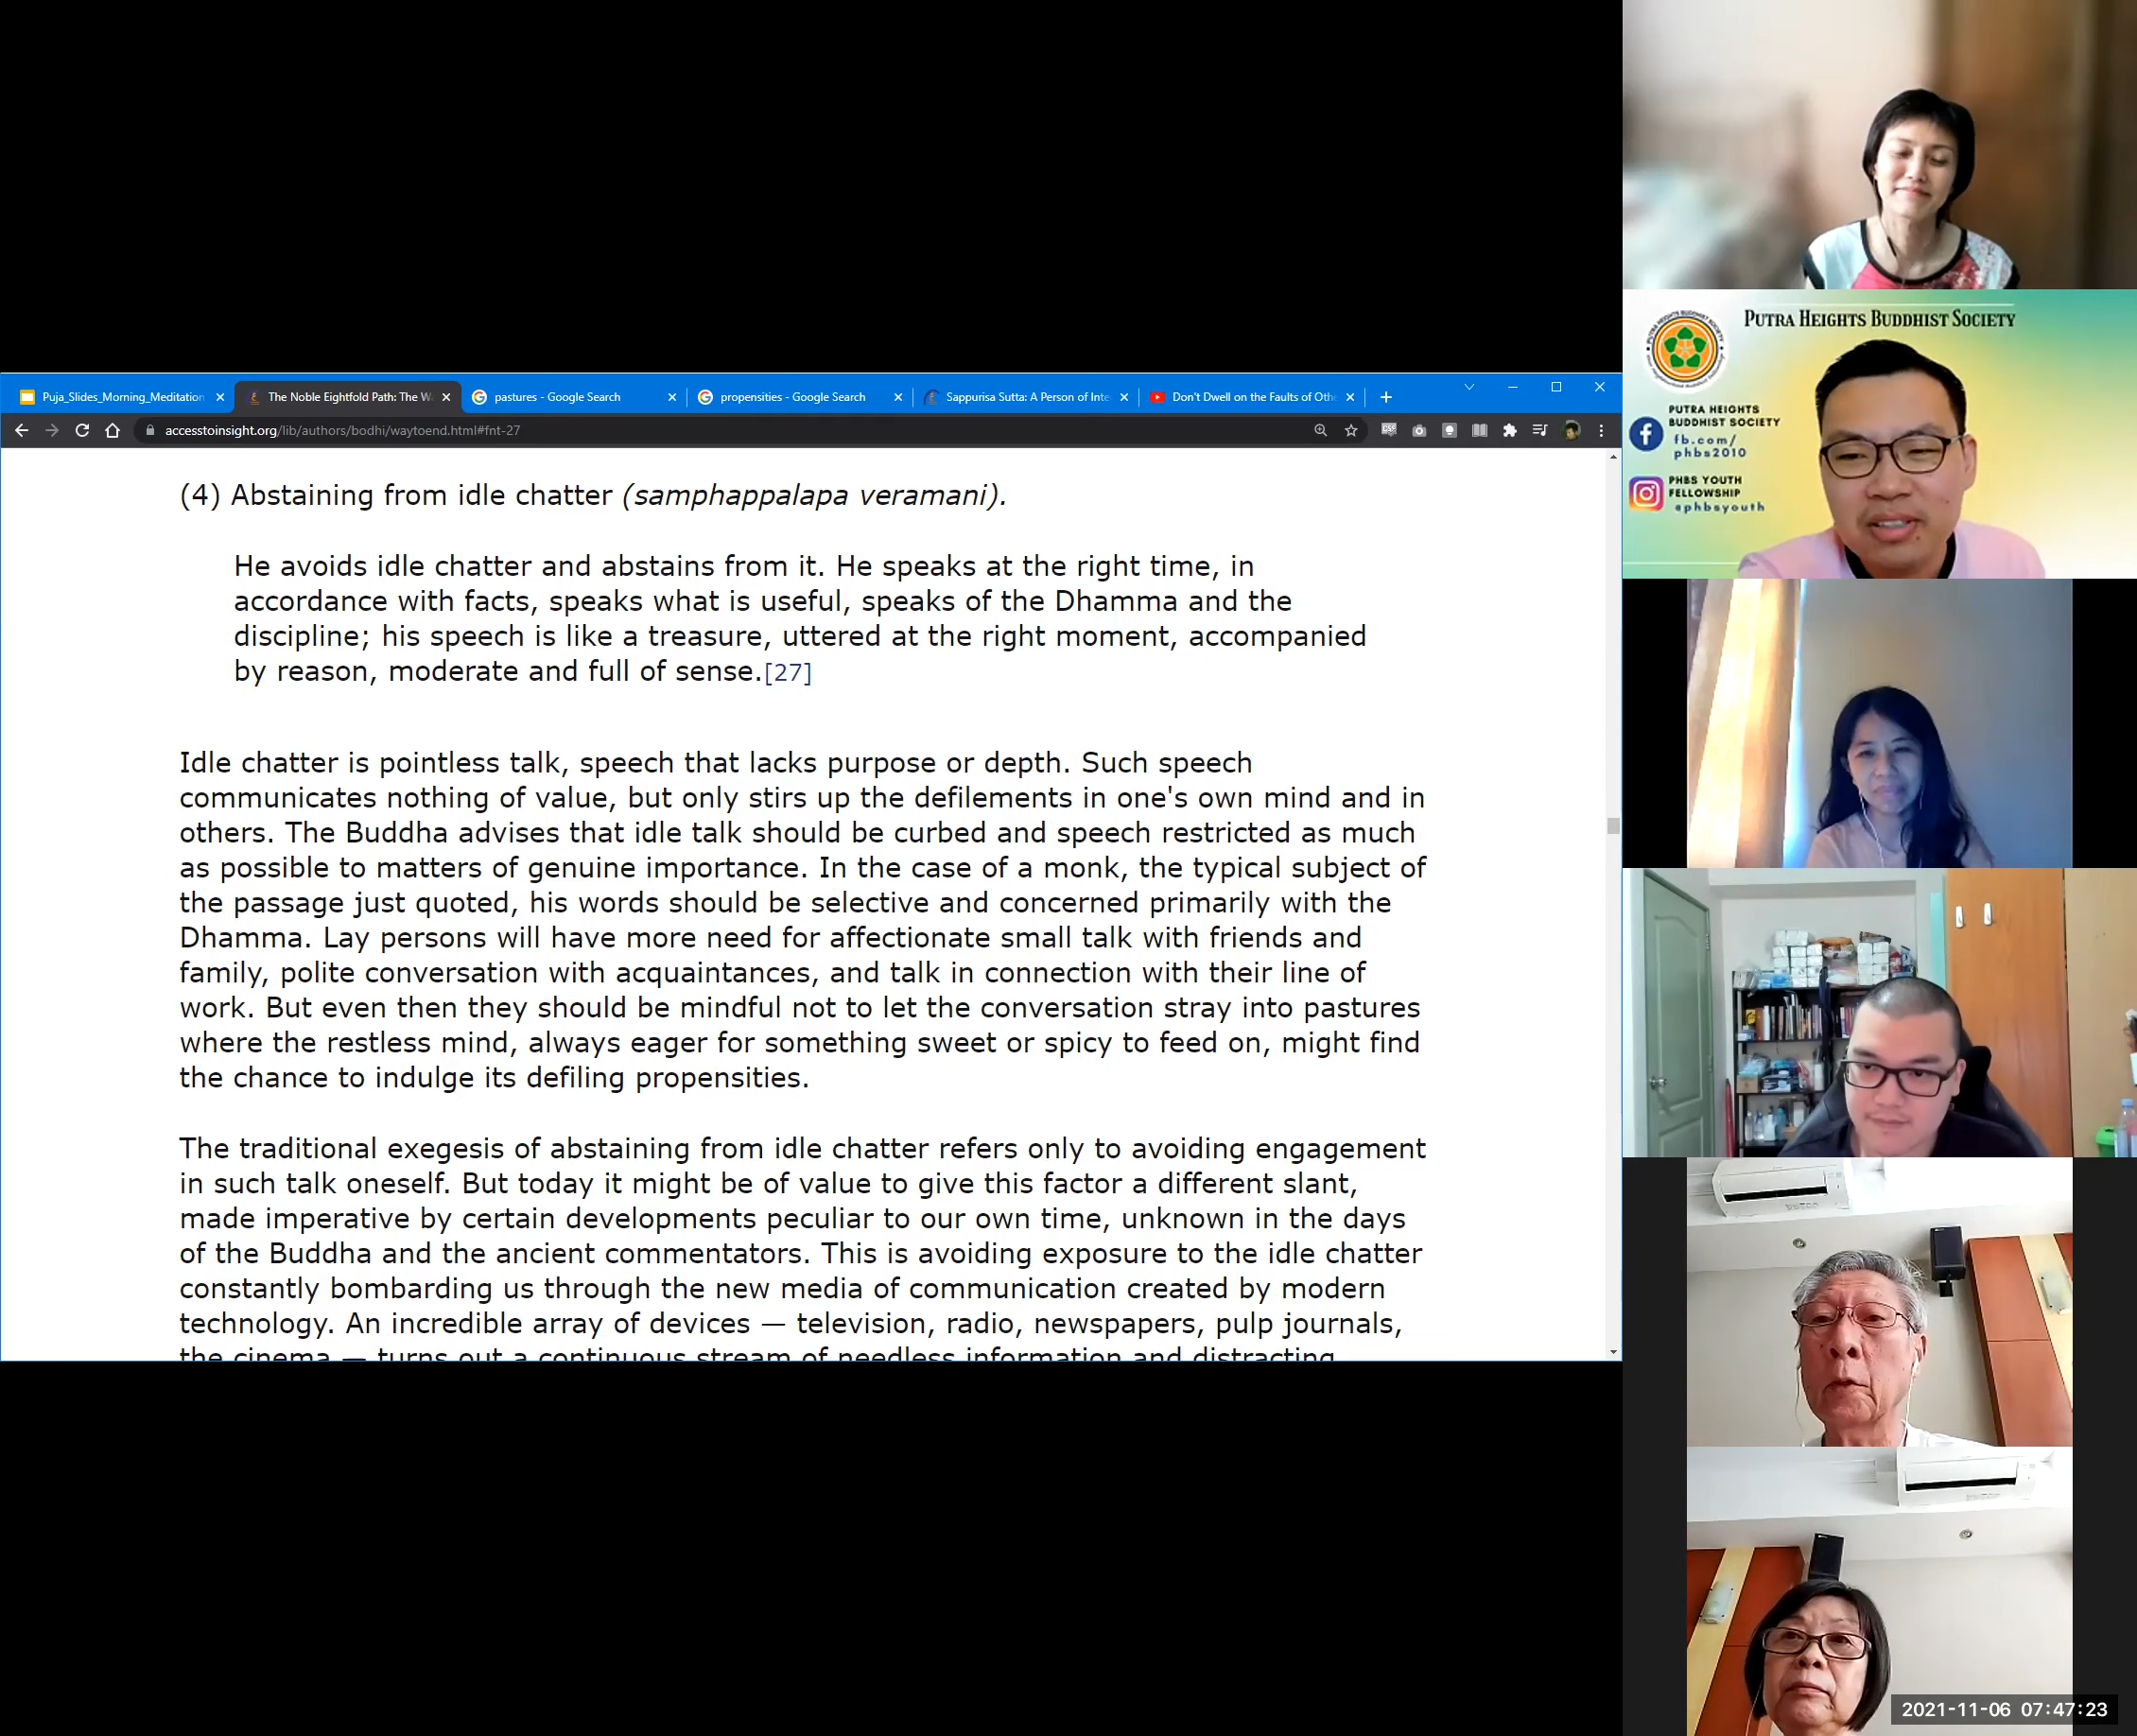 Puja_Slides_Morning_Meditation
The Noble Eightfold Path: The W
pastures - Google Search
propensities - Google Search
Sappurisa Sutta: A Person of Inte
Don't Dwell on the Faults of Oth
accesstoinsight.org/lib/authors/bodhi/waytoend.html#fnt-27
(4) Abstaining from idle chatter (samphappalapa veramani).
He avoids idle chatter and abstains from it. He speaks at the right time, in
accordance with facts, speaks what is useful, speaks of the Dhamma and the
discipline; his speech is like a treasure, uttered at the right moment, accompanied
by reason, moderate and full of sense.[27]
Idle chatter is pointless talk, speech that lacks purpose or depth. Such speech
communicates nothing of value, but only stirs up the defilements in one's own mind and in
others. The Buddha advises that idle talk should be curbed and speech restricted as much
as possible to matters of genuine importance. In the case of a monk, the typical subject of
the passage just quoted, his words should be selective and concerned primarily with the
Dhamma. Lay persons will have more need for affectionate small talk with friends and
family, polite conversation with acquaintances, and talk in connection with their line of
work. But even then they should be mindful not to let the conversation stray into pastures
where the restless mind, always eager for something sweet or spicy to feed on, might find
the chance to indulge its defiling propensities.
The traditional exegesis of abstaining from idle chatter refers only to avoiding engagement
in such talk oneself. But today it might be of value to give this factor a different slant,
made imperative by certain developments peculiar to our own time, unknown in the days
of the Buddha and the ancient commentators. This is avoiding exposure to the idle chatter
constantly bombarding us through the new media of communication created by modern
technology. An incredible array of devices — television, radio, newspapers, pulp journals,
the cinema — turns out a continuous stream of needless information and distracting
PUTRA HEIGHTS BUDDHIST SOCIETY
PUTRA HEIGHTS
BUDDHIST SOCIETY
fb.com/
phbs2010
PHBS YOUTH
FELLOWSHIP
@phbsyouth
2021-11-06 07:47:23